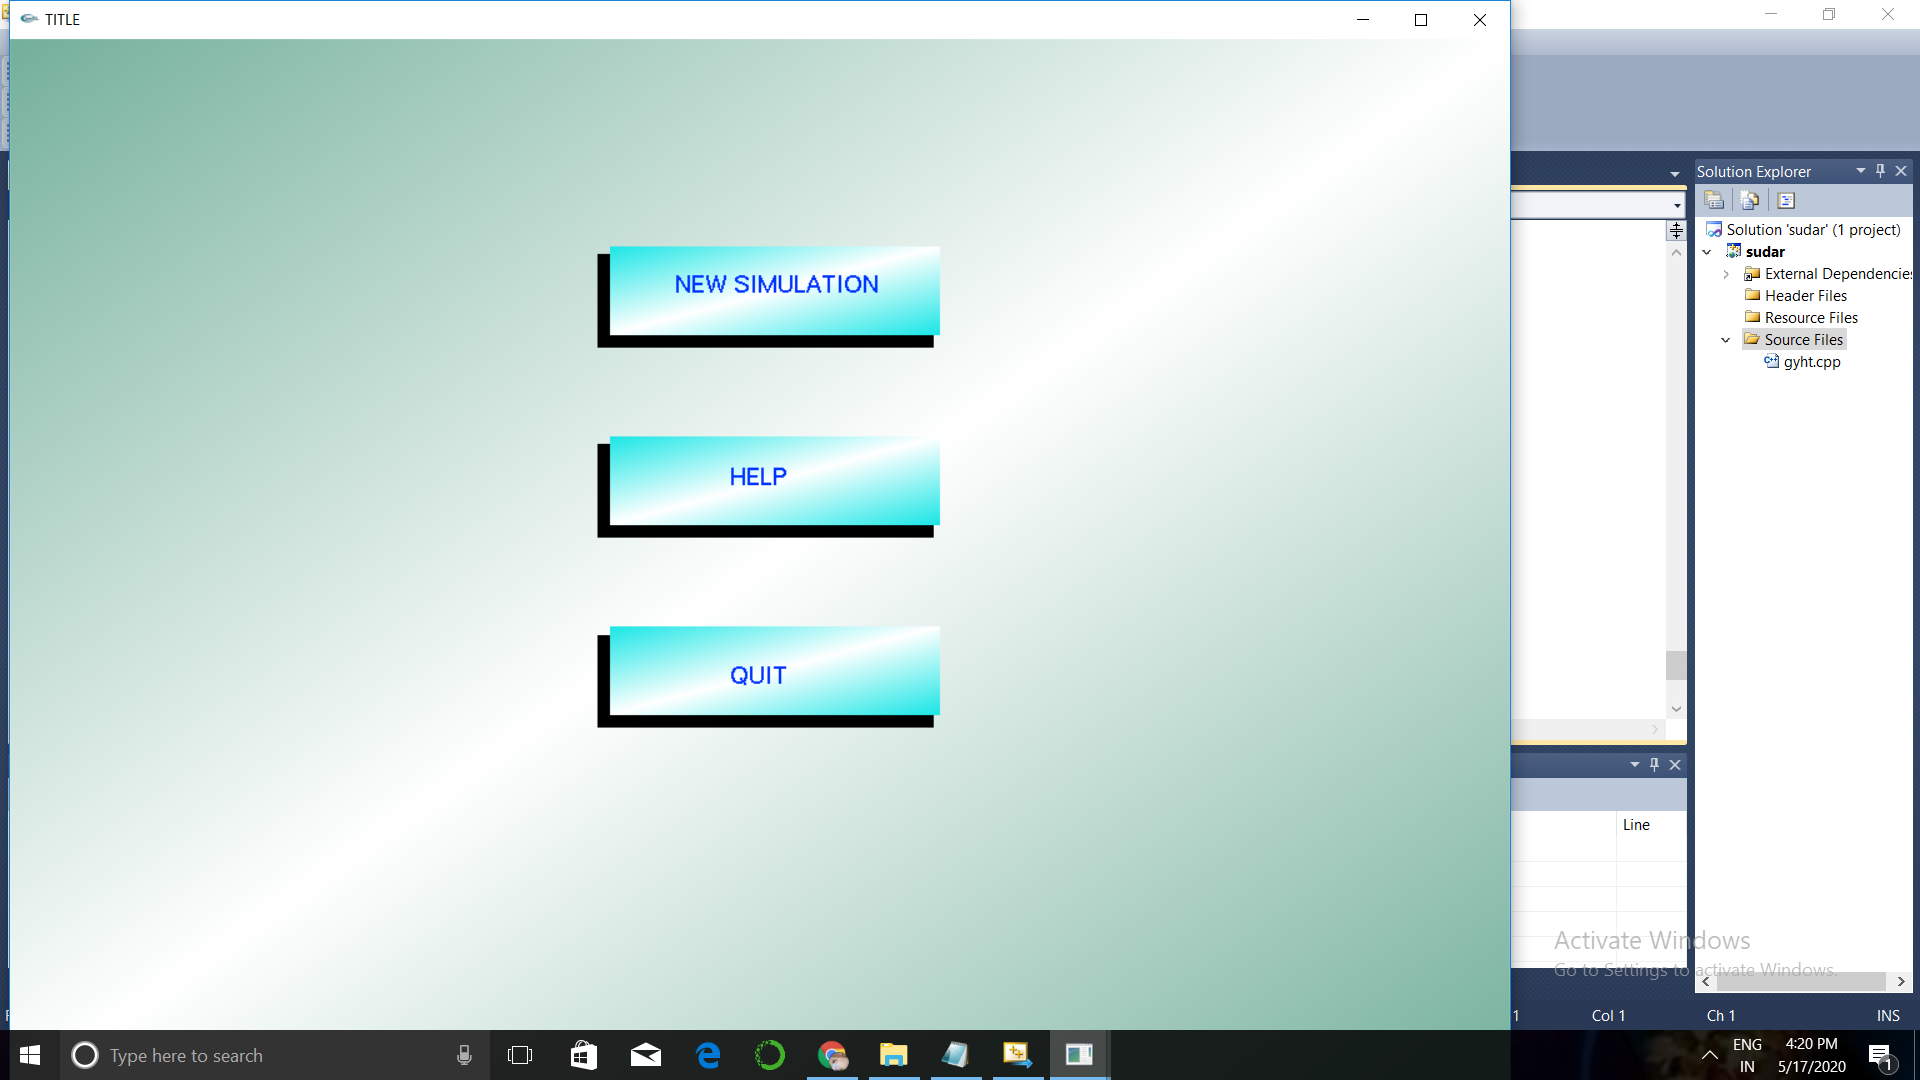 TITLE
NEW SIMULATION
HELP
QUIT
Solution Explorer
Solution 'sudar' (1 project)
sudar
External Dependencies
Header Files
Resource Files
Source Files
gyht.cpp
Line
Activate Windows
Go to Settings to activate Windows.
1
Col 1
Ch 1
INS
Type here to search
ENG
IN
4:20 PM
5/17/2020
1